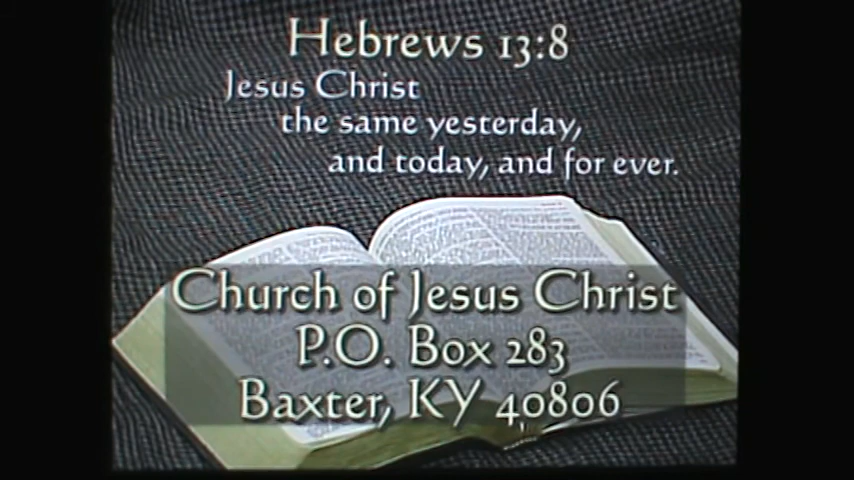 Hebrews 13:8
Jesus Christ
the same yesterday,
and today, and for ever.
Church of Jesus Christ
P.O. Box 283
Baxter, KY 40806